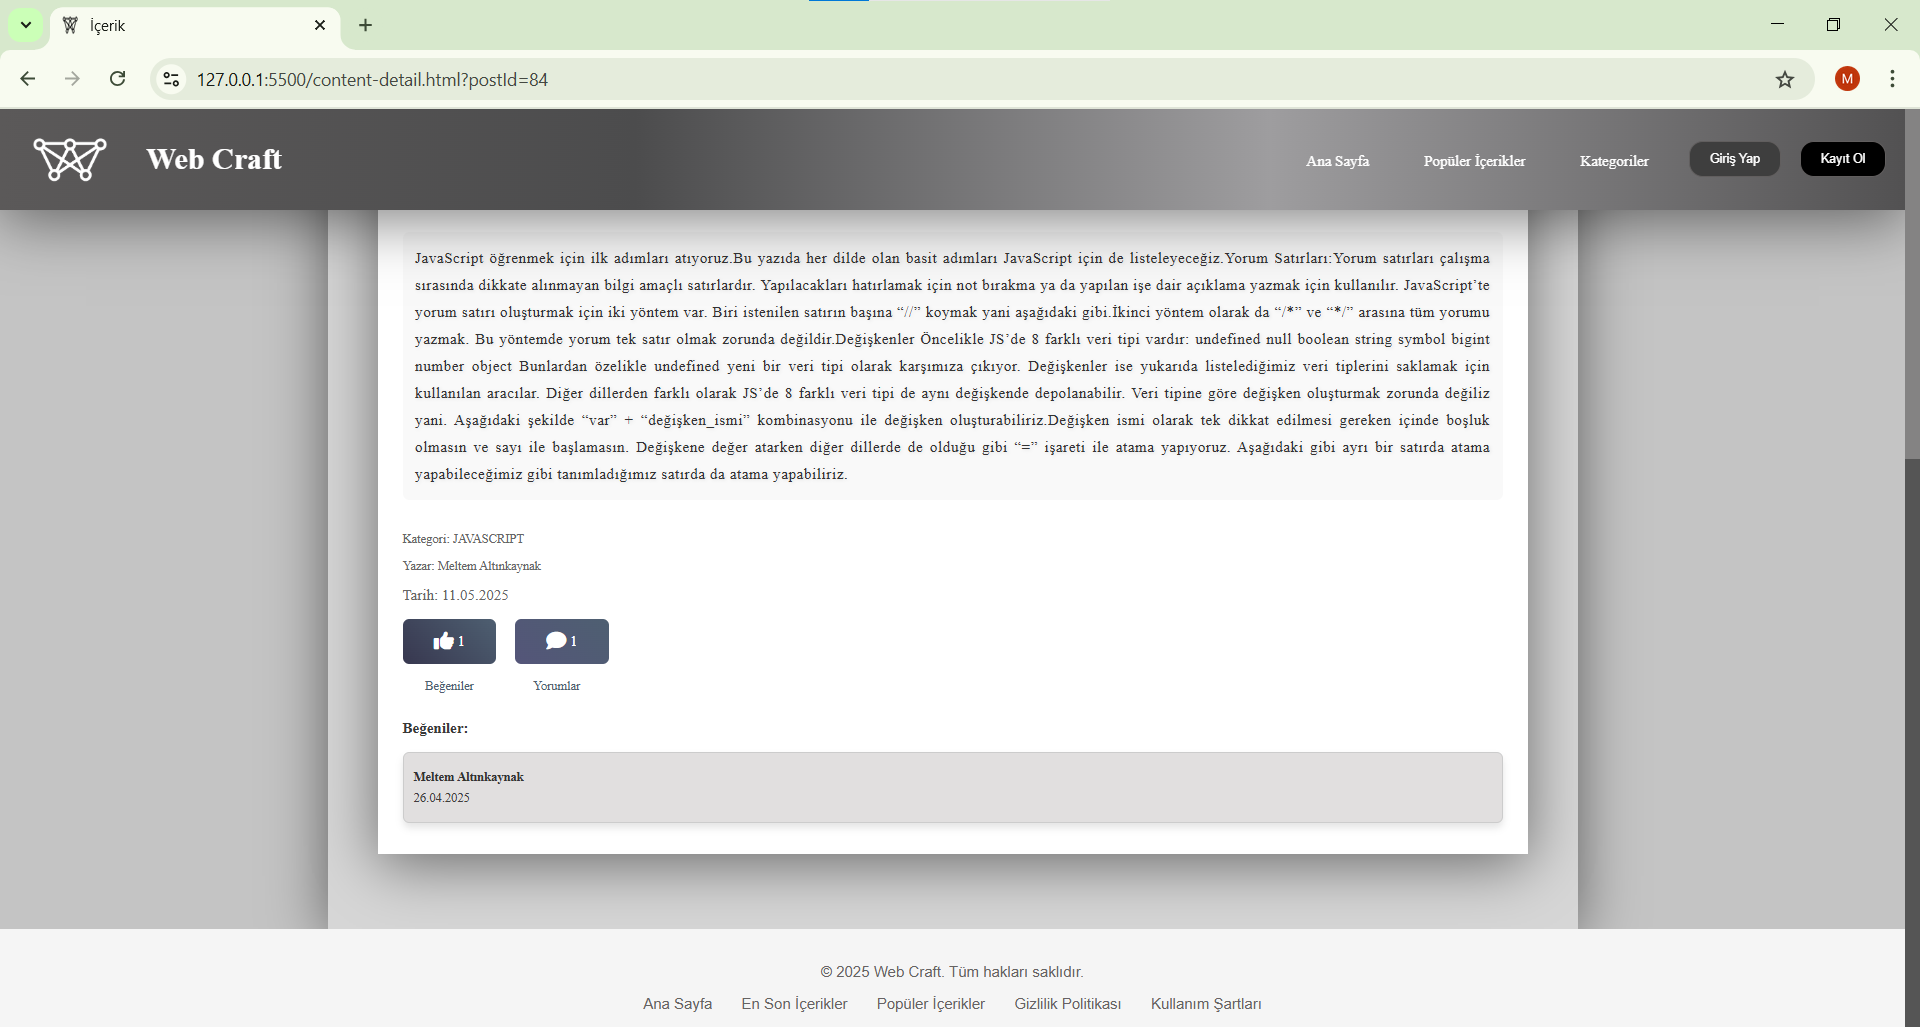 İçerik
127.0.0.1:5500/content-detail.html?postId=84
M
Web Craft
Ana Sayfa
Popüler İçerikler
Kategoriler
Giriş Yap
Kayıt Ol
JavaScript öğrenmek için ilk adımları atıyoruz.Bu yazıda her dilde olan basit adımları JavaScript için de listeleyeceğiz.Yorum Satırları:Yorum satırları çalışma
sırasında dikkate alınmayan bilgi amaçlı satırlardır. Yapılacakları hatırlamak için not bırakma ya da yapılan işe dair açıklama yazmak için kullanılır. JavaScript’te
yorum satırı oluşturmak için iki yöntem var. Biri istenilen satırın başına “//” koymak yani aşağıdaki gibi.İkinci yöntem olarak da “/*” ve “*/” arasına tüm yorumu
yazmak. Bu yöntemde yorum tek satır olmak zorunda değildir.Değişkenler Öncelikle JS’de 8 farklı veri tipi vardır: undefined null boolean string symbol bigint
number object Bunlardan özelikle undefined yeni bir veri tipi olarak karşımıza çıkıyor. Değişkenler ise yukarıda listelediğimiz veri tiplerini saklamak için
kullanılan aracılar. Diğer dillerden farklı olarak JS’de 8 farklı veri tipi de aynı değişkende depolanabilir. Veri tipine göre değişken oluşturmak zorunda değiliz
yani. Aşağıdaki şekilde “var” + “değişken_ismi” kombinasyonu ile değişken oluşturabiliriz.Değişken ismi olarak tek dikkat edilmesi gereken içinde boşluk
olmasın ve sayı ile başlamasın. Değişkene değer atarken diğer dillerde de olduğu gibi “=” işareti ile atama yapıyoruz. Aşağıdaki gibi ayrı bir satırda atama
yapabileceğimiz gibi tanımladığımız satırda da atama yapabiliriz.
Kategori: JAVASCRIPT
Yazar: Meltem Altınkaynak
Tarih: 11.05.2025
1
1
Beğeniler
Yorumlar
Beğeniler:
Meltem Altınkaynak
26.04.2025
© 2025 Web Craft. Tüm hakları saklıdır.
Ana Sayfa
En Son İçerikler
Popüler İçerikler
Gizlilik Politikası
Kullanım Şartları